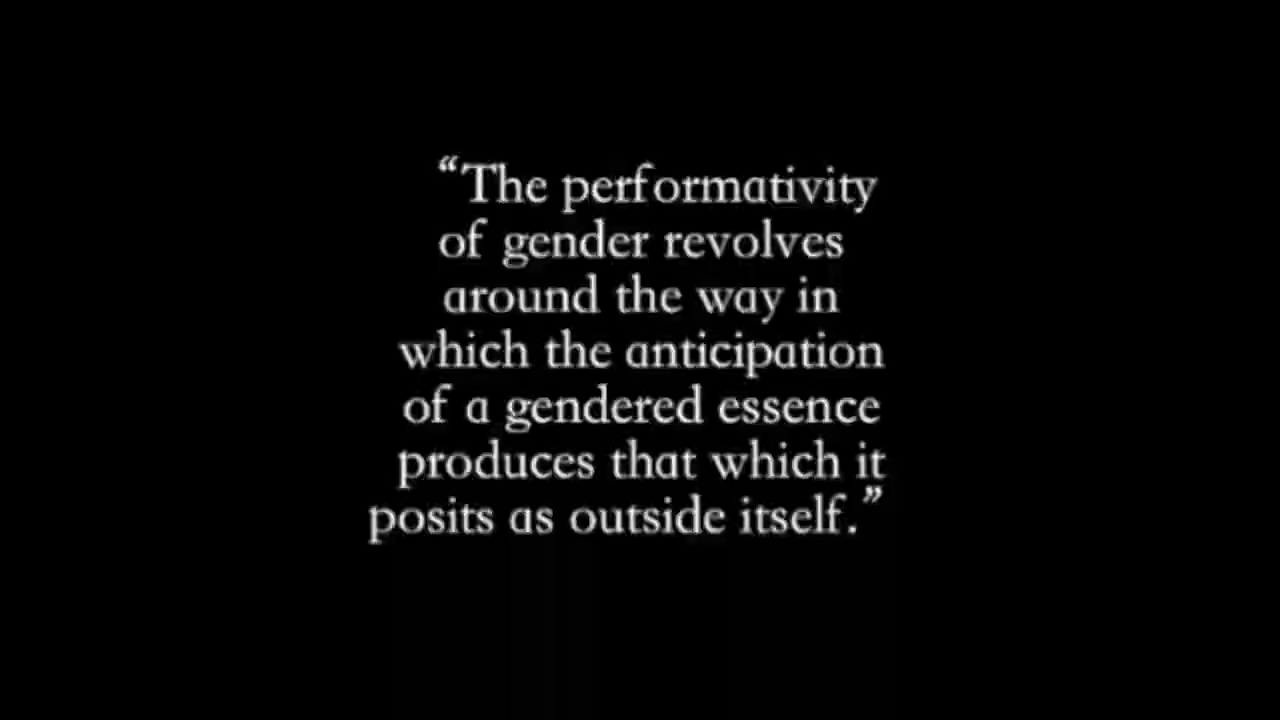 “The performativity
of gender revolves
around the way in
which the anticipation
of a gendered essence
produces that which it
posits as outside itself.”